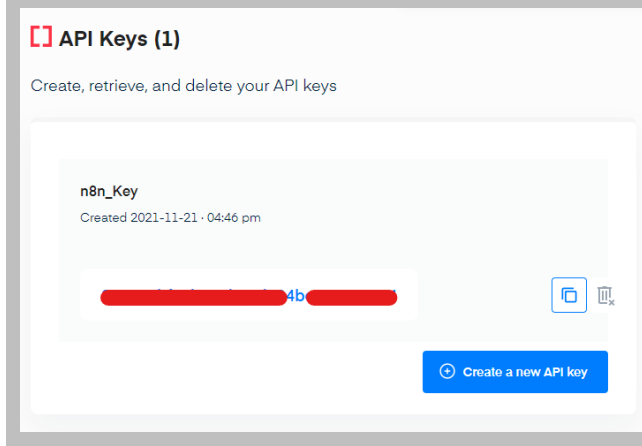 API Keys (1)
Create, retrieve, and delete your API keys
n8n_Key
Created 2021-11-21 · 04:46 pm
4b
Create a new API key